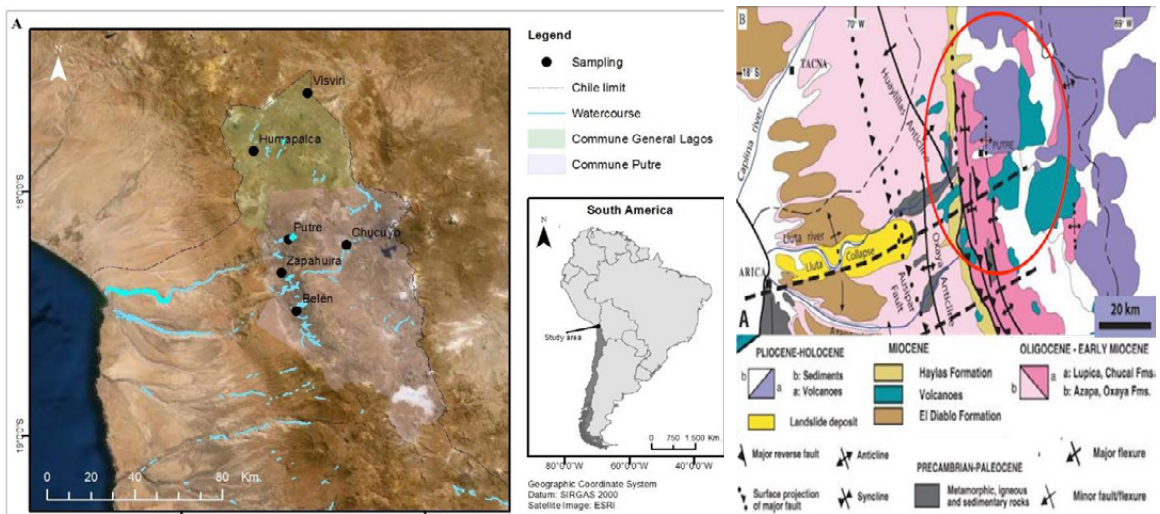 A
N
Visviri
Humapalca
18°0'0"S
Putre
Chucuyo
Zapahuira
Belén
19°0'0"S
0 20 40 80 Km.
Legend
Sampling
Chile limit
Watercourse
Commune General Lagos
Commune Putre
South America
N
Study area
0 750 1.500 Km.
80°0'0"W 60°0'0"W 40°0'0"W
Geographic Coordinate System
Datum: SIRGAS 2000
Satellite Image: ESRI
B
70° W
69° W
18° S
TACNA
Caplina river
Huaylillas Anticline
PUTRE
Lluta river
Lluta Collapse
ARICA
Ausipar Fault
Oxaya Anticline
A
20 km
PLIOCENE-HOLOCENE
b
a
b: Sediments
a: Volcanoes
Landslide deposit
MIOCENE
Haylas Formation
Volcanoes
El Diablo Formation
OLIGOCENE - EARLY MIOCENE
a
b
a: Lupica, Chucal Fms.
b: Azapa, Oxaya Fms.
Major reverse fault
Anticline
Surface projection
of major fault
Syncline
PRECAMBRIAN-PALEOCENE
Metamorphic, igneous
and sedimentary rocks
Major flexure
Minor fault/flexure